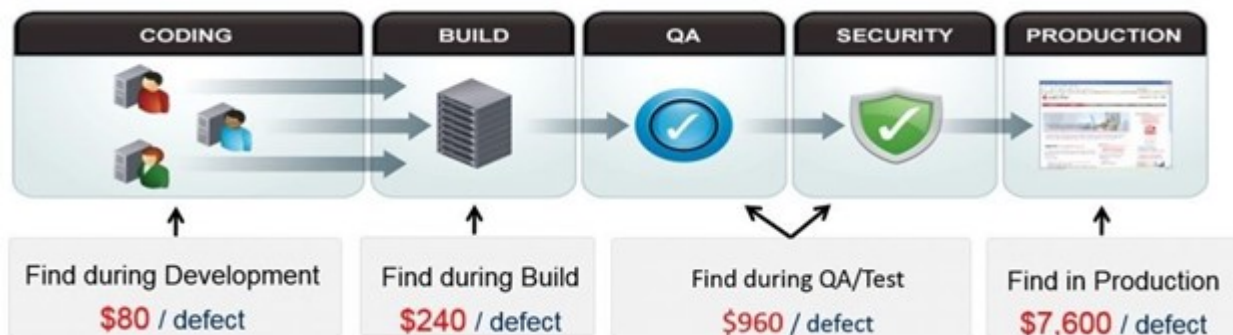 CODING
BUILD
QA
SECURITY
PRODUCTION
Find during Development
$80 / defect
Find during Build
$240 / defect
Find during QA/Test
$960 / defect
Find in Production
$7,600 / defect